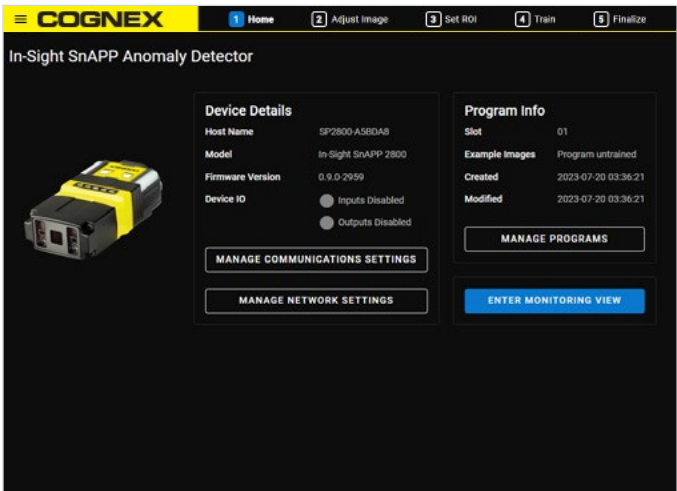 COGNEX
1 Home
2 Adjust Image
3 Set ROI
4 Train
5 Finalize
In-Sight SnAPP Anomaly Detector
Device Details
Host Name SP2800-A5BDA8
Model In-Sight SnAPP 2800
Firmware Version 0.9.0-2959
Device IO Inputs Disabled
Outputs Disabled
MANAGE COMMUNICATIONS SETTINGS
MANAGE NETWORK SETTINGS
Program Info
Slot 01
Example Images Program untrained
Created 2023-07-20 03:36:21
Modified 2023-07-20 03:36:21
MANAGE PROGRAMS
ENTER MONITORING VIEW